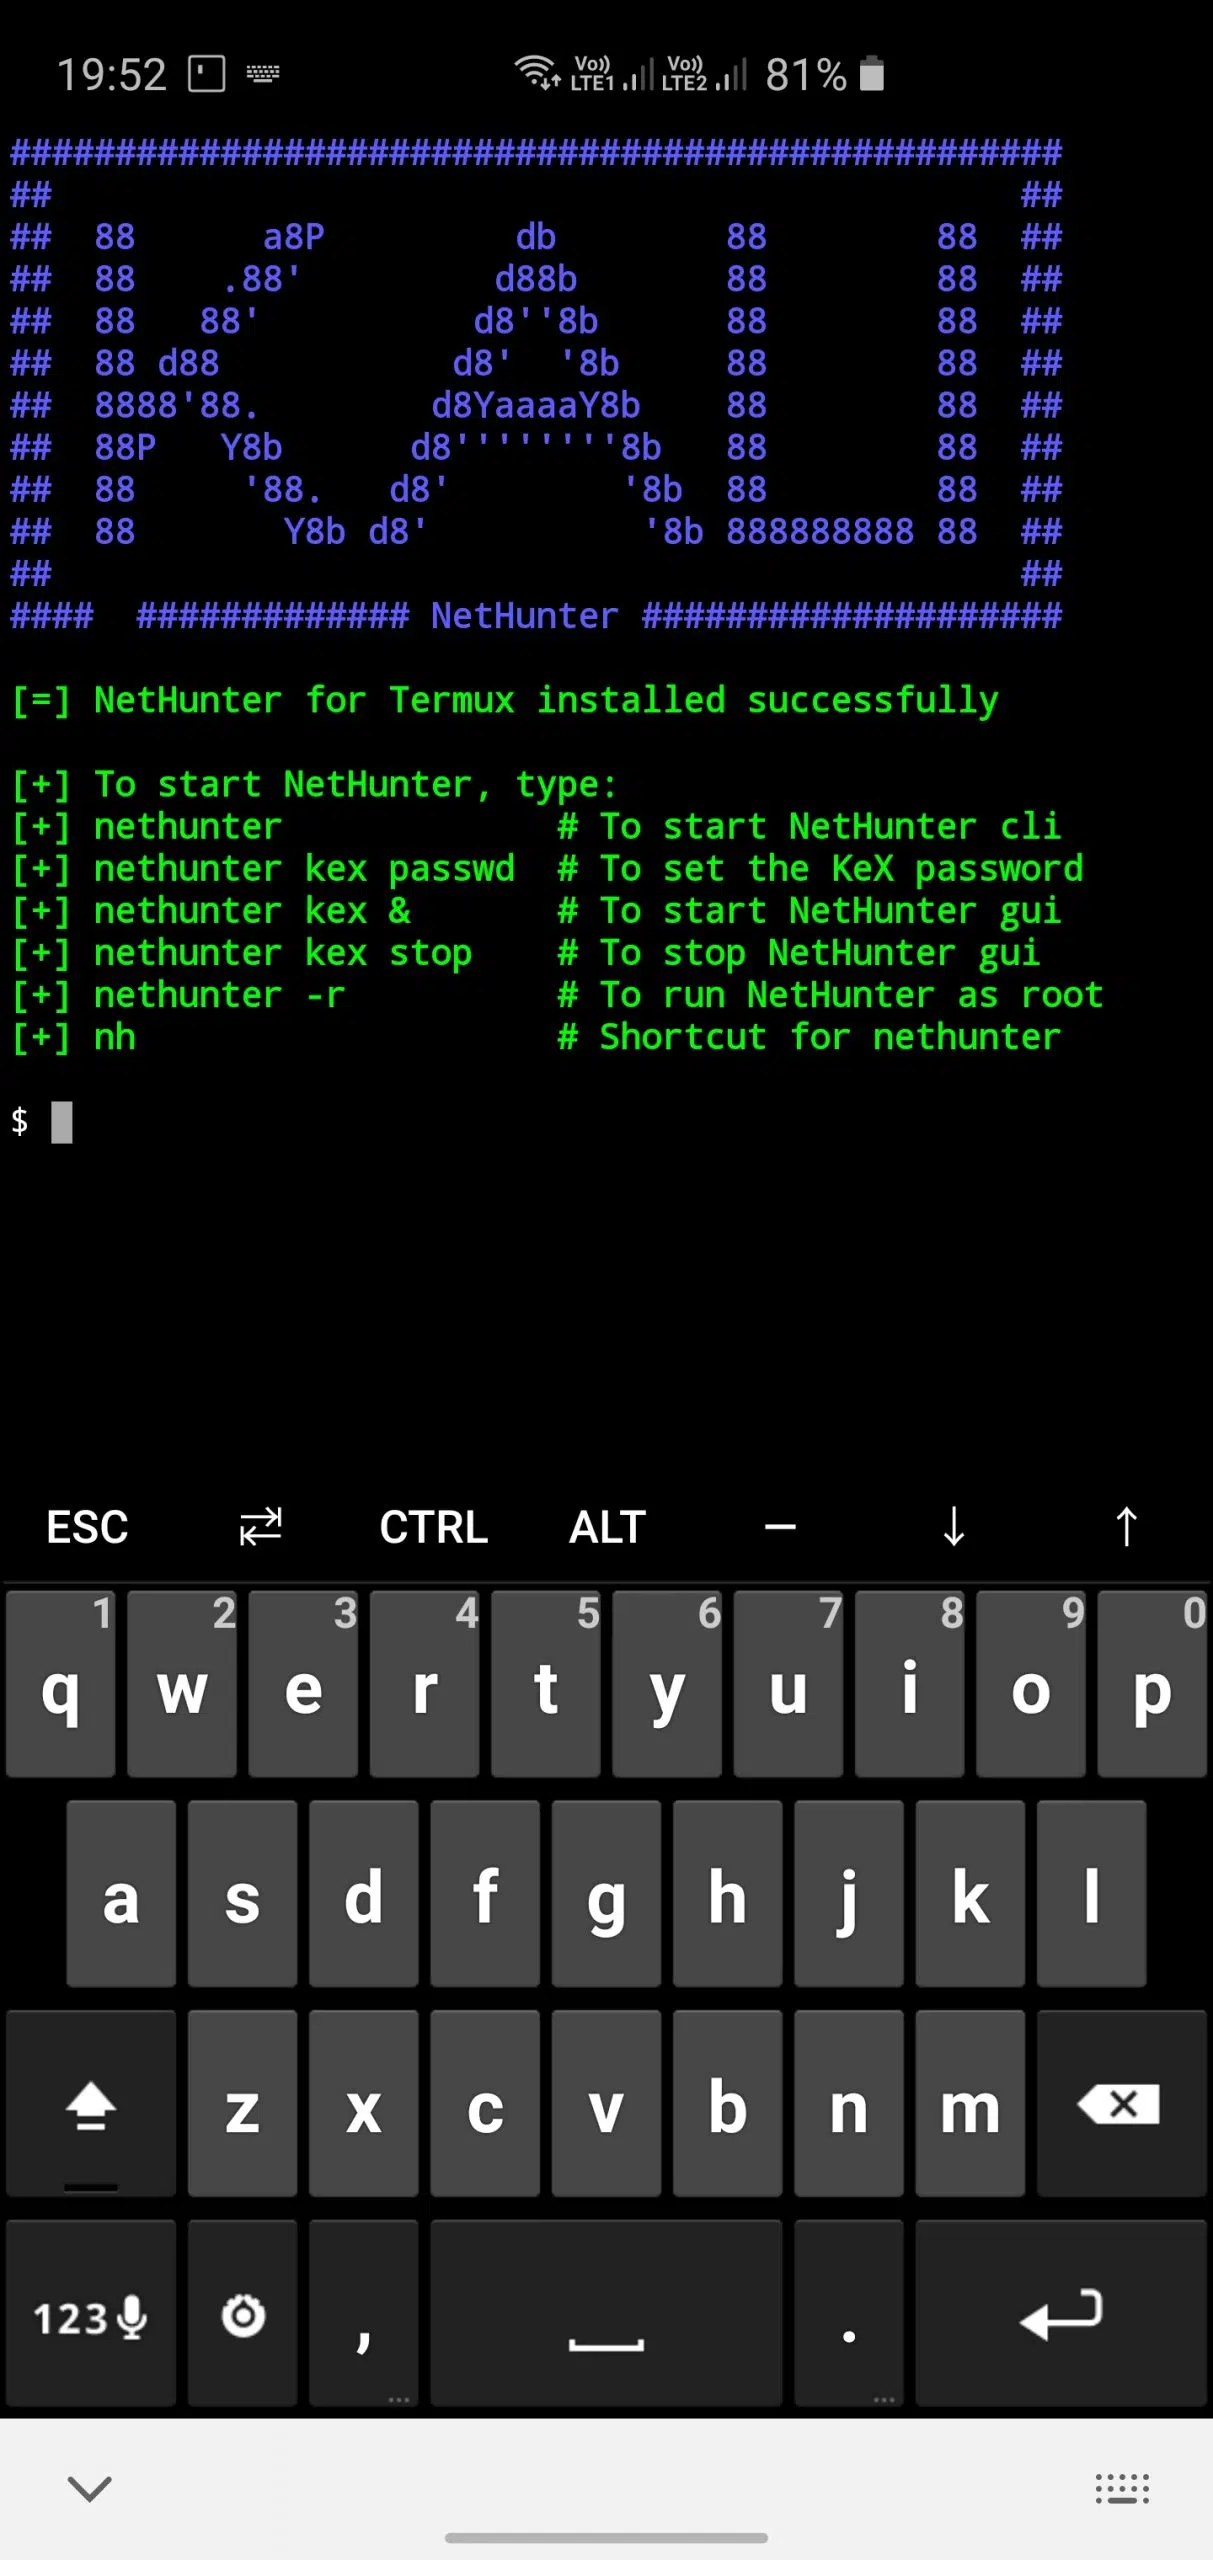 19:52 Vo)) LTE1 Vo)) LTE2 81%
##################################################
##                                              ##
##  88      a8P         db        88        88  ##
##  88    .88'         d88b       88        88  ##
##  88   88'          d8''8b      88        88  ##
##  88 d88           d8'  '8b     88        88  ##
##  8888'88.        d8YaaaaY8b    88        88  ##
##  88P   Y8b      d8''''''''8b   88        88  ##
##  88     '88.   d8'        '8b  88        88  ##
##  88       Y8b d8'          '8b 888888888 88  ##
##                                              ##
####  ############# NetHunter ####################
[=] NetHunter for Termux installed successfully
[+] To start NetHunter, type:
[+] nethunter             # To start NetHunter cli
[+] nethunter kex passwd  # To set the KeX password
[+] nethunter kex &       # To start NetHunter gui
[+] nethunter kex stop    # To stop NetHunter gui
[+] nethunter -r          # To run NetHunter as root
[+] nh                    # Shortcut for nethunter
$
ESC ⇄ CTRL ALT — ↓ ↑
1 2 3 4 5 6 7 8 9 0
q w e r t y u i o p
a s d f g h j k l
z x c v b n m
123 , .